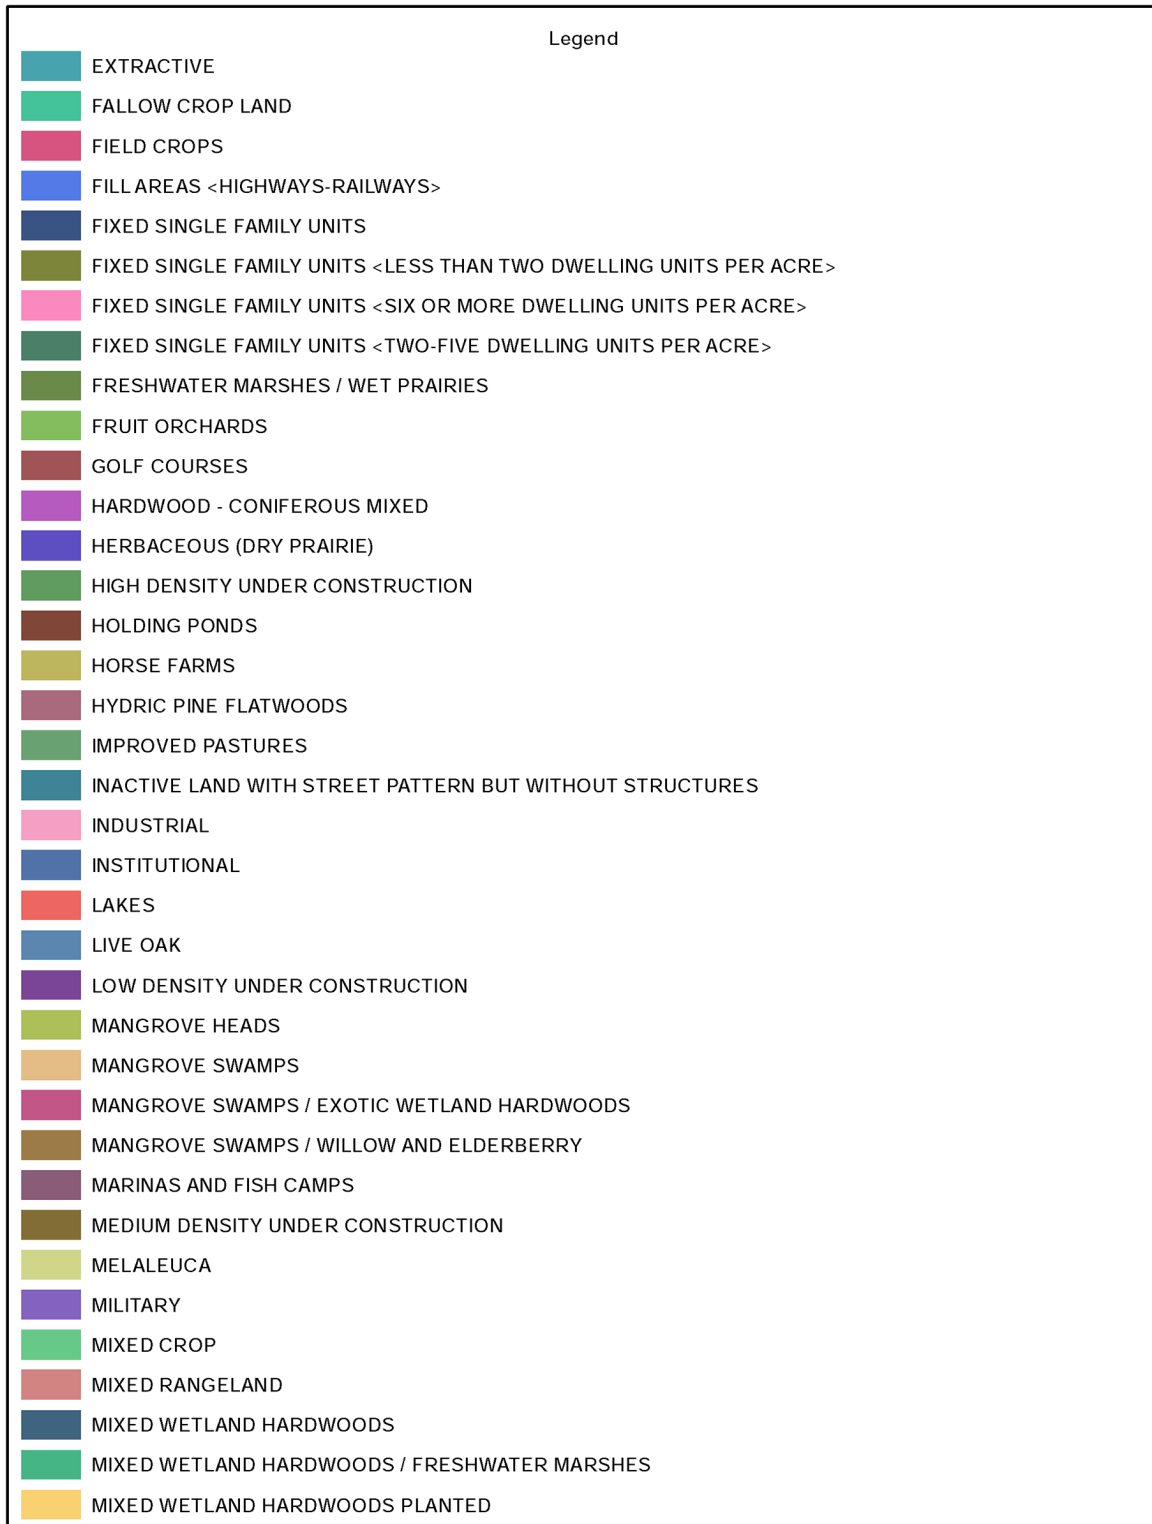 Legend
EXTRACTIVE
FALLOW CROP LAND
FIELD CROPS
FILL AREAS <HIGHWAYS-RAILWAYS>
FIXED SINGLE FAMILY UNITS
FIXED SINGLE FAMILY UNITS <LESS THAN TWO DWELLING UNITS PER ACRE>
FIXED SINGLE FAMILY UNITS <SIX OR MORE DWELLING UNITS PER ACRE>
FIXED SINGLE FAMILY UNITS <TWO-FIVE DWELLING UNITS PER ACRE>
FRESHWATER MARSHES / WET PRAIRIES
FRUIT ORCHARDS
GOLF COURSES
HARDWOOD - CONIFEROUS MIXED
HERBACEOUS (DRY PRAIRIE)
HIGH DENSITY UNDER CONSTRUCTION
HOLDING PONDS
HORSE FARMS
HYDRIC PINE FLATWOODS
IMPROVED PASTURES
INACTIVE LAND WITH STREET PATTERN BUT WITHOUT STRUCTURES
INDUSTRIAL
INSTITUTIONAL
LAKES
LIVE OAK
LOW DENSITY UNDER CONSTRUCTION
MANGROVE HEADS
MANGROVE SWAMPS
MANGROVE SWAMPS / EXOTIC WETLAND HARDWOODS
MANGROVE SWAMPS / WILLOW AND ELDERBERRY
MARINAS AND FISH CAMPS
MEDIUM DENSITY UNDER CONSTRUCTION
MELALEUCA
MILITARY
MIXED CROP
MIXED RANGELAND
MIXED WETLAND HARDWOODS
MIXED WETLAND HARDWOODS / FRESHWATER MARSHES
MIXED WETLAND HARDWOODS PLANTED